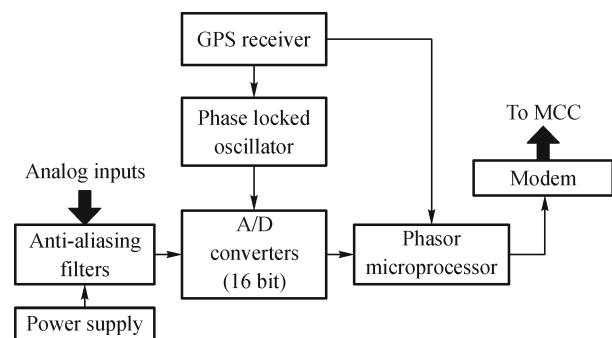 GPS receiver
Phase locked
oscillator
To MCC
Analog inputs
Modem
Anti-aliasing
filters
A/D
converters
(16 bit)
Phasor
microprocessor
Power supply